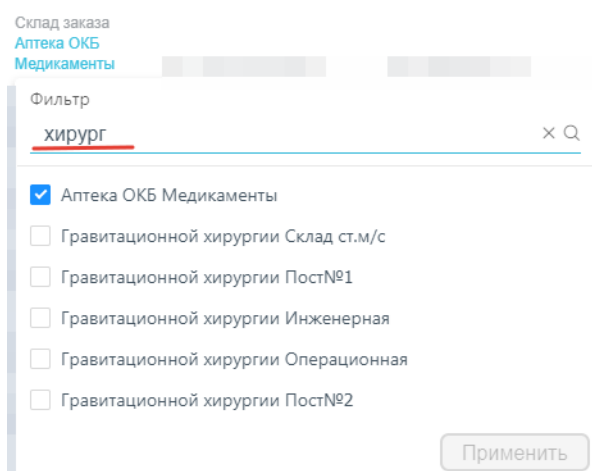 Склад заказа
Аптека ОКБ
Медикаменты
Фильтр
хирург
Аптека ОКБ Медикаменты
Гравитационной хирургии Склад ст.м/с
Гравитационной хирургии Пост№1
Гравитационной хирургии Инженерная
Гравитационной хирургии Операционная
Гравитационной хирургии Пост№2
Применить